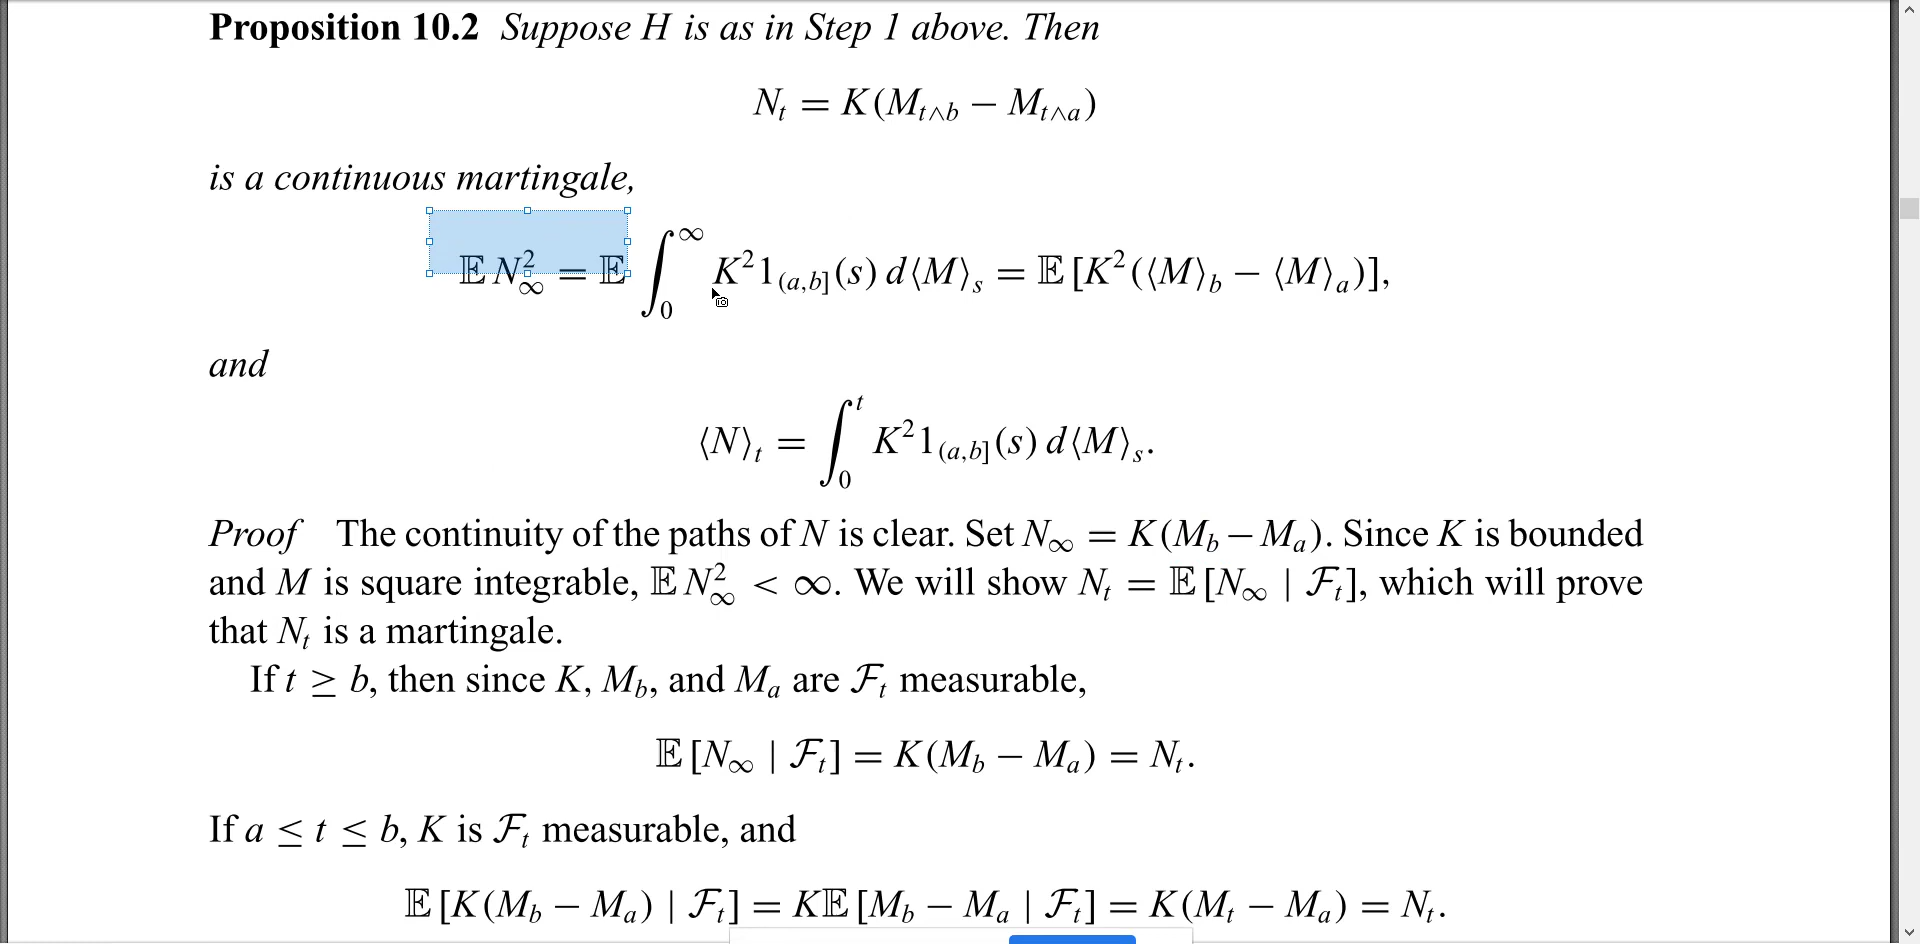 Proposition 10.2 Suppose H is as in Step 1 above. Then
N_t = K(M_{t∧b} − M_{t∧a})
is a continuous martingale,
𝔼 N_∞^2 = 𝔼 ∫_0^∞ K^2 1_{(a,b]}(s) d⟨M⟩_s = 𝔼 [K^2(⟨M⟩_b − ⟨M⟩_a)],
and
⟨N⟩_t = ∫_0^t K^2 1_{(a,b]}(s) d⟨M⟩_s.
Proof The continuity of the paths of N is clear. Set N_∞ = K(M_b − M_a). Since K is bounded
and M is square integrable, 𝔼 N_∞^2 < ∞. We will show N_t = 𝔼 [N_∞ | ℱ_t], which will prove
that N_t is a martingale.
If t ≥ b, then since K, M_b, and M_a are ℱ_t measurable,
𝔼 [N_∞ | ℱ_t] = K(M_b − M_a) = N_t.
If a ≤ t ≤ b, K is ℱ_t measurable, and
𝔼 [K(M_b − M_a) | ℱ_t] = K𝔼 [M_b − M_a | ℱ_t] = K(M_t − M_a) = N_t.